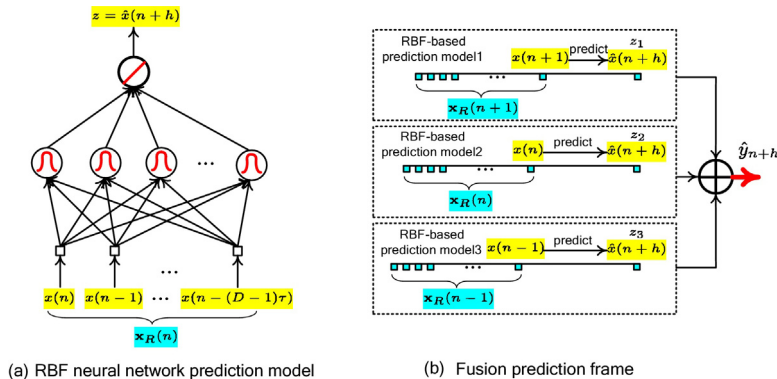 z = x̂(n + h)
x(n) x(n − 1) ... x(n − (D − 1)τ)
x_R(n)
(a) RBF neural network prediction model
RBF-based
prediction model1
x(n + 1) predict z_1
x̂(n + h)
x_R(n + 1)
RBF-based
prediction model2
x(n) predict z_2
x̂(n + h)
x_R(n)
RBF-based
prediction model3
x(n − 1) predict z_3
x̂(n + h)
x_R(n − 1)
ŷ_{n+h}
(b) Fusion prediction frame